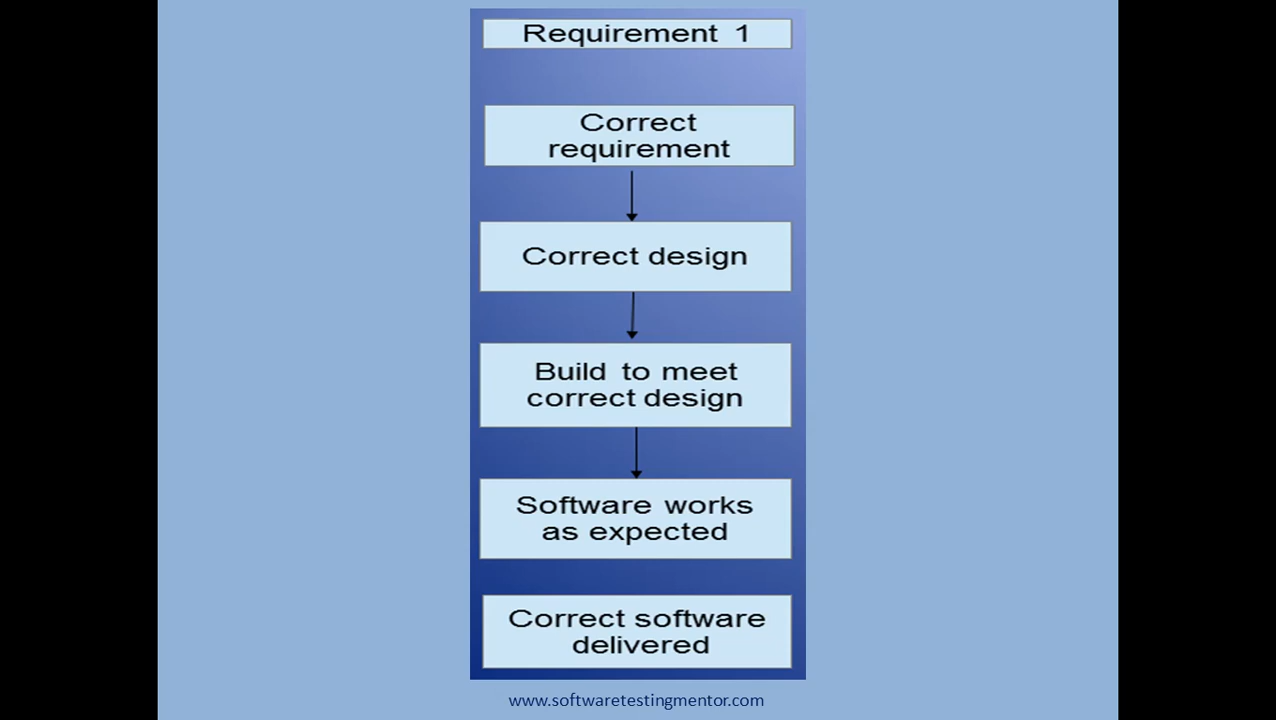 Requirement 1
Correct
requirement
Correct design
Build to meet
correct design
Software works
as expected
Correct software
delivered
www.softwaretestingmentor.com